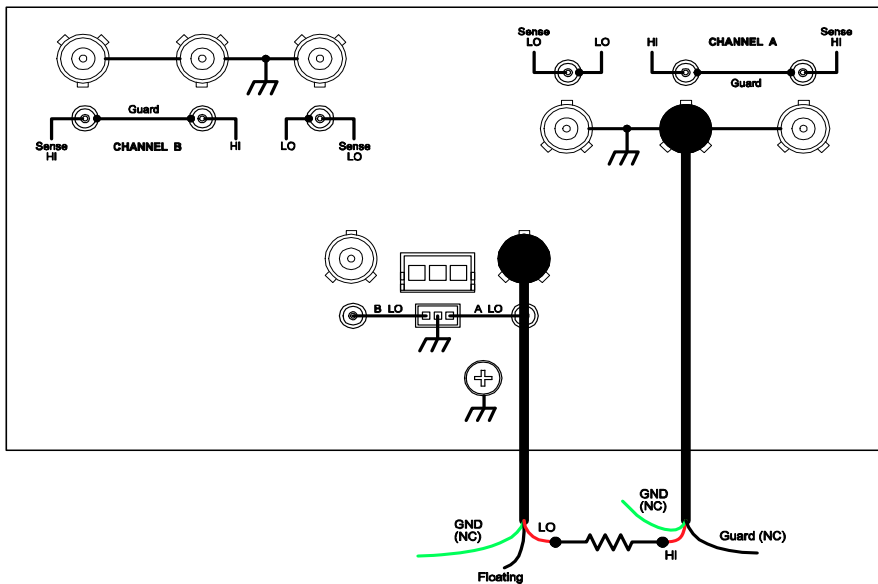 Sense
LO
LO
HI
CHANNEL A
Sense
HI
Guard
Guard
Sense
HI
CHANNEL B
HI
LO
Sense
LO
B LO
A LO
GND
(NC)
LO
Floating
GND
(NC)
HI
Guard (NC)